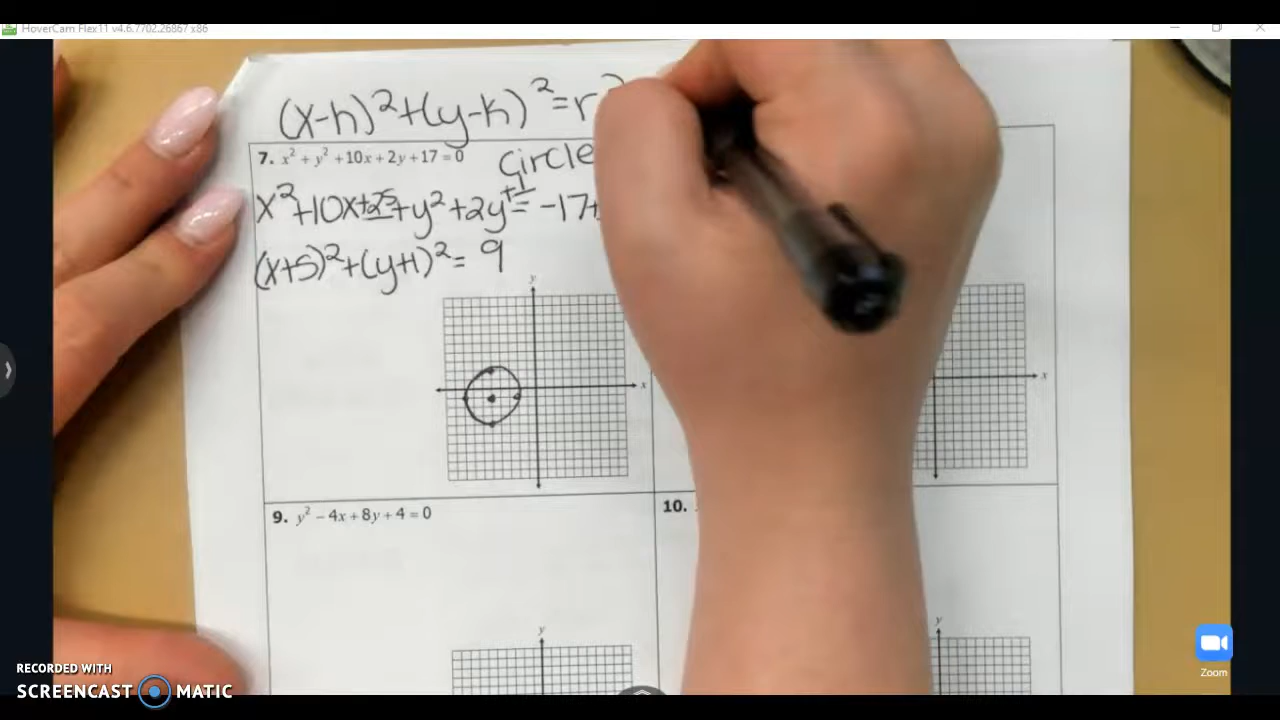 HoverCam Flex11 v4.6.7702.26867 x86
(x-h)²+(y-k)²=r²
7. x² + y² +10x+2y+17=0
Circle
x²+10x+25+y²+2y+1=-17+
(x+5)²+(y+1)²=9
y
x
x
9. y² - 4x+8y+4=0
10.
y
y
Zoom
RECORDED WITH
SCREENCAST MATIC